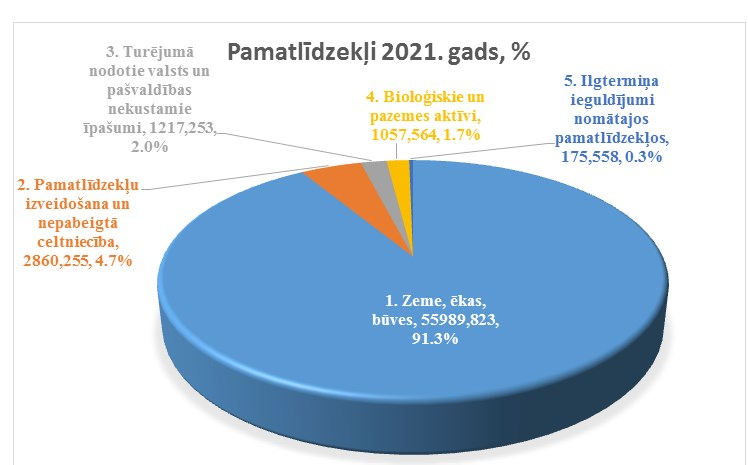 Pamatlīdzekļi 2021. gads, %
3. Turējumā
nodotie valsts un
pašvaldības
nekustamie
īpašumi, 1217,253,
2.0%
4. Bioloģiskie un
pazemes aktīvi,
1057,564, 1.7%
5. Ilgtermiņa
ieguldījumi
nomātajos
pamatlīdzekļos,
175,558, 0.3%
2. Pamatlīdzekļu
izveidošana un
nepabeigtā
celtniecība,
2860,255, 4.7%
1. Zeme, ēkas,
būves, 55989,823,
91.3%